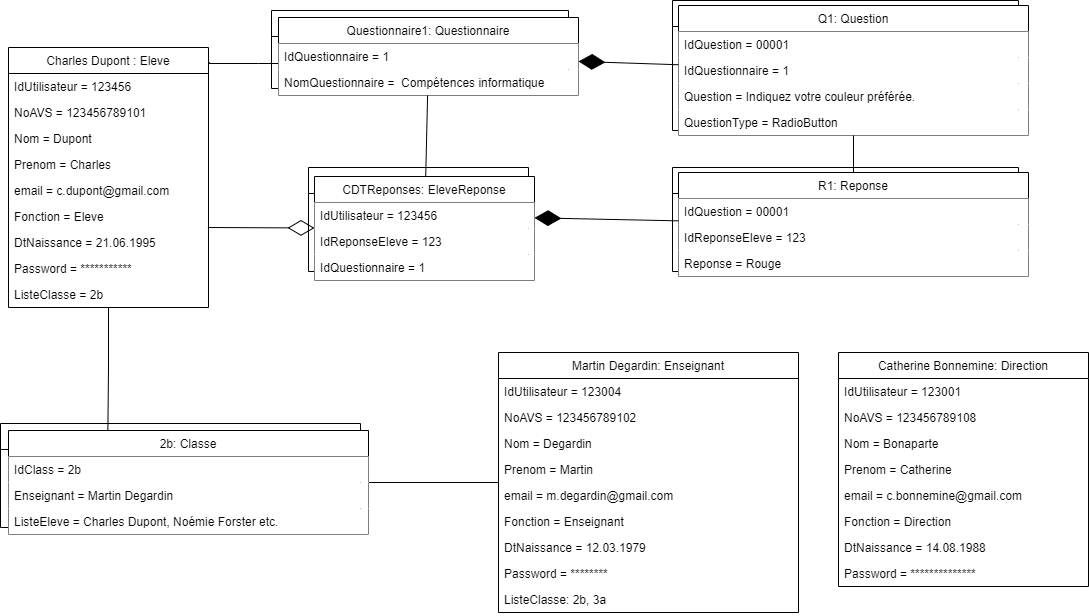 Charles Dupont : Eleve
IdUtilisateur = 123456
NoAVS = 123456789101
Nom = Dupont
Prenom = Charles
email = c.dupont@gmail.com
Fonction = Eleve
DtNaissance = 21.06.1995
Password = ***********
ListeClasse = 2b
Questionnaire1: Questionnaire
IdQuestionnaire = 1
NomQuestionnaire = Compétences informatique
Q1: Question
IdQuestion = 00001
IdQuestionnaire = 1
Question = Indiquez votre couleur préférée.
QuestionType = RadioButton
CDTReponses: EleveReponse
IdUtilisateur = 123456
IdReponseEleve = 123
IdQuestionnaire = 1
R1: Reponse
IdQuestion = 00001
IdReponseEleve = 123
Reponse = Rouge
2b: Classe
IdClass = 2b
Enseignant = Martin Degardin
ListeEleve = Charles Dupont, Noémie Forster etc.
Martin Degardin: Enseignant
IdUtilisateur = 123004
NoAVS = 123456789102
Nom = Degardin
Prenom = Martin
email = m.degardin@gmail.com
Fonction = Enseignant
DtNaissance = 12.03.1979
Password = ********
ListeClasse: 2b, 3a
Catherine Bonnemine: Direction
IdUtilisateur = 123001
NoAVS = 123456789108
Nom = Bonaparte
Prenom = Catherine
email = c.bonnemine@gmail.com
Fonction = Direction
DtNaissance = 14.08.1988
Password = **************